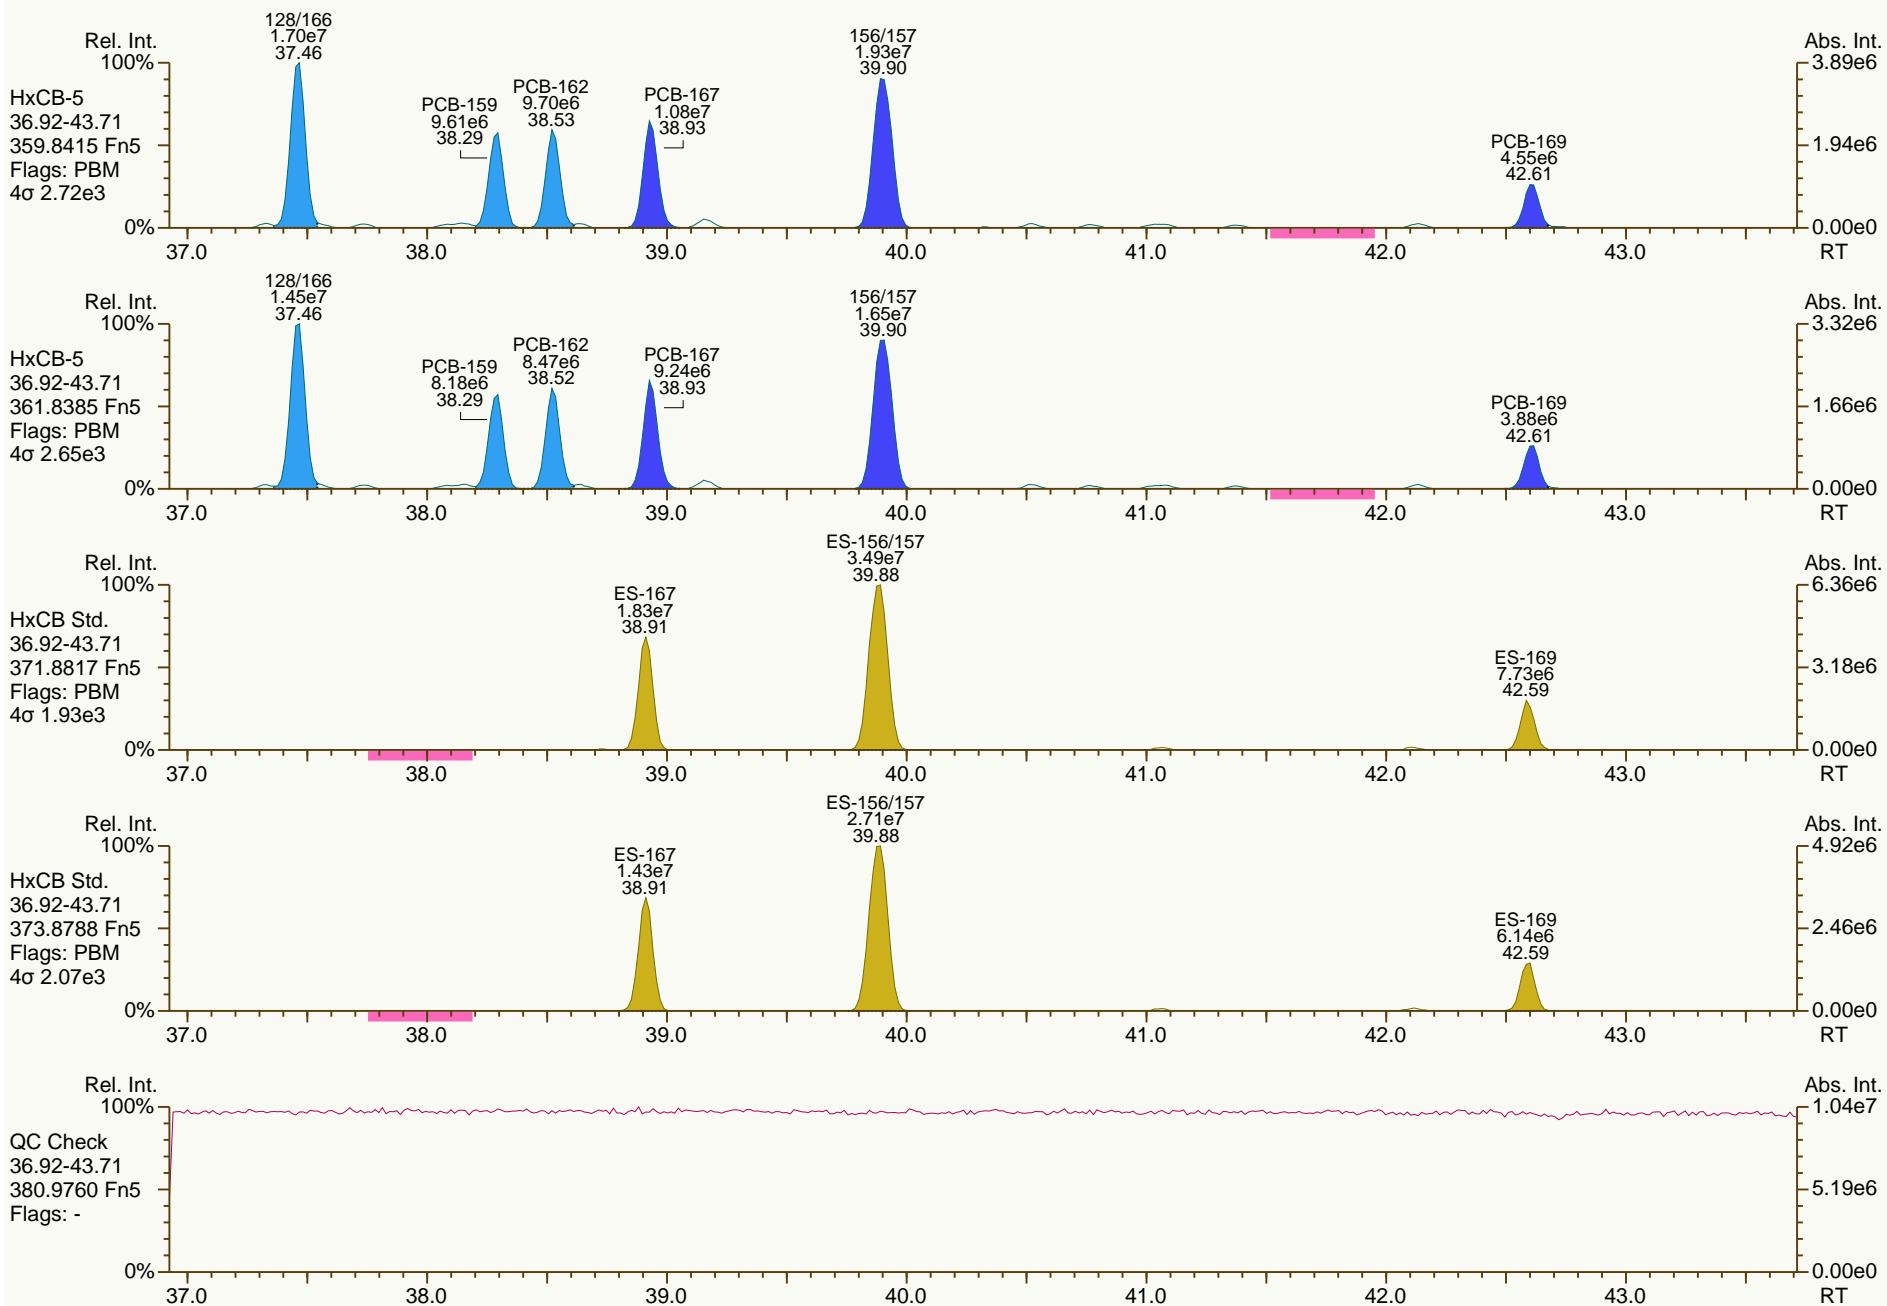 128/166
1.70e7
37.46
156/157
1.93e7
39.90
Rel. Int.
Abs. Int.
100%
3.89e6
PCB-159
9.61e6
38.29
PCB-162
9.70e6
38.53
PCB-167
1.08e7
38.93
HxCB-5
36.92-43.71
359.8415 Fn5
Flags: PBM
4σ 2.72e3
1.94e6
PCB-169
4.55e6
42.61
0%
0.00e0
37.0 38.0 39.0 40.0 41.0 42.0 43.0 RT
128/166
1.45e7
37.46
156/157
1.65e7
39.90
Rel. Int.
Abs. Int.
100%
3.32e6
PCB-159
8.18e6
38.29
PCB-162
8.47e6
38.52
PCB-167
9.24e6
38.93
HxCB-5
36.92-43.71
361.8385 Fn5
Flags: PBM
4σ 2.65e3
1.66e6
PCB-169
3.88e6
42.61
0%
0.00e0
37.0 38.0 39.0 40.0 41.0 42.0 43.0 RT
ES-156/157
3.49e7
39.88
Rel. Int.
Abs. Int.
100%
6.36e6
ES-167
1.83e7
38.91
HxCB Std.
36.92-43.71
371.8817 Fn5
Flags: PBM
4σ 1.93e3
3.18e6
ES-169
7.73e6
42.59
0%
0.00e0
37.0 38.0 39.0 40.0 41.0 42.0 43.0 RT
ES-156/157
2.71e7
39.88
Rel. Int.
Abs. Int.
100%
4.92e6
ES-167
1.43e7
38.91
HxCB Std.
36.92-43.71
373.8788 Fn5
Flags: PBM
4σ 2.07e3
2.46e6
ES-169
6.14e6
42.59
0%
0.00e0
37.0 38.0 39.0 40.0 41.0 42.0 43.0 RT
Rel. Int.
Abs. Int.
100%
1.04e7
QC Check
36.92-43.71
380.9760 Fn5
Flags: -
5.19e6
0%
0.00e0
37.0 38.0 39.0 40.0 41.0 42.0 43.0 RT